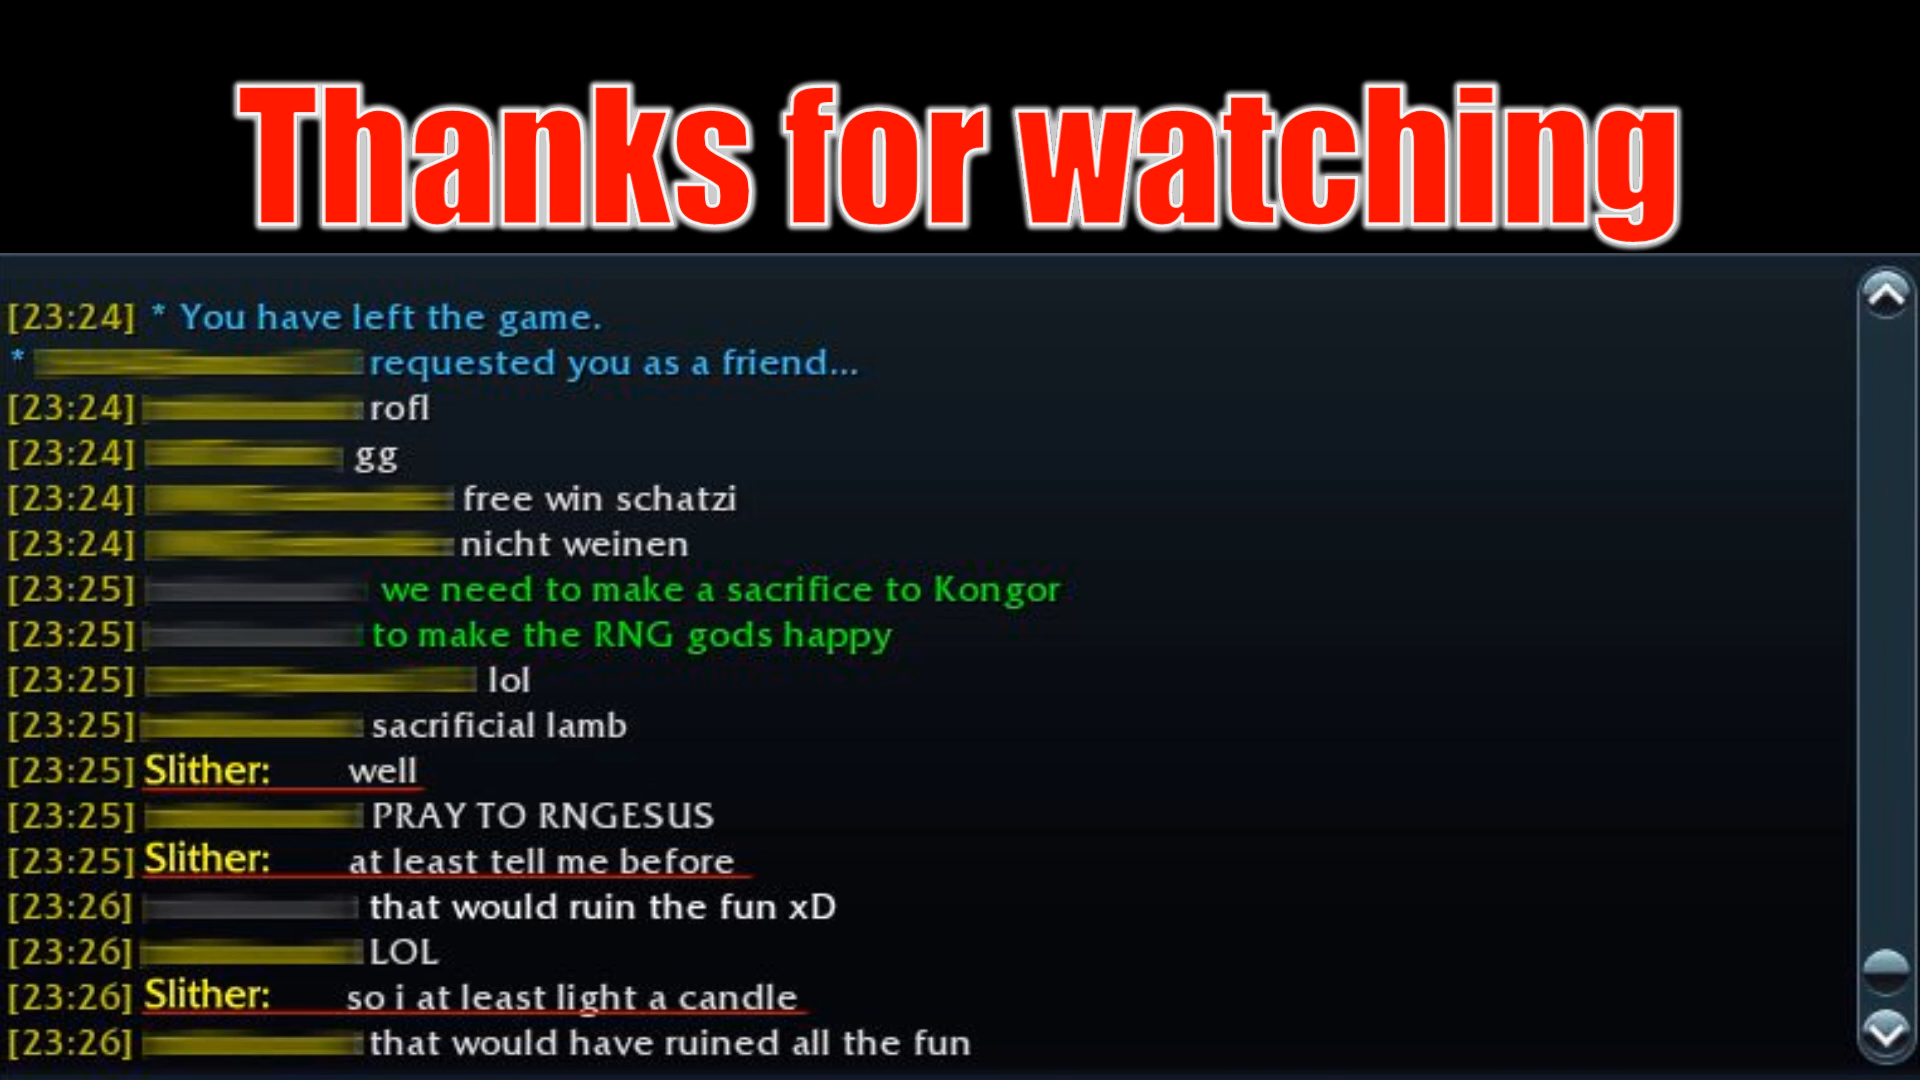 Thanks for watching
[23:24] * You have left the game.
* requested you as a friend...
[23:24] rofl
[23:24] gg
[23:24] free win schatzi
[23:24] nicht weinen
[23:25] we need to make a sacrifice to Kongor
[23:25] to make the RNG gods happy
[23:25] lol
[23:25] sacrificial lamb
[23:25] Slither: well
[23:25] PRAY TO RNGESUS
[23:25] Slither: at least tell me before
[23:26] that would ruin the fun xD
[23:26] LOL
[23:26] Slither: so i at least light a candle
[23:26] that would have ruined all the fun